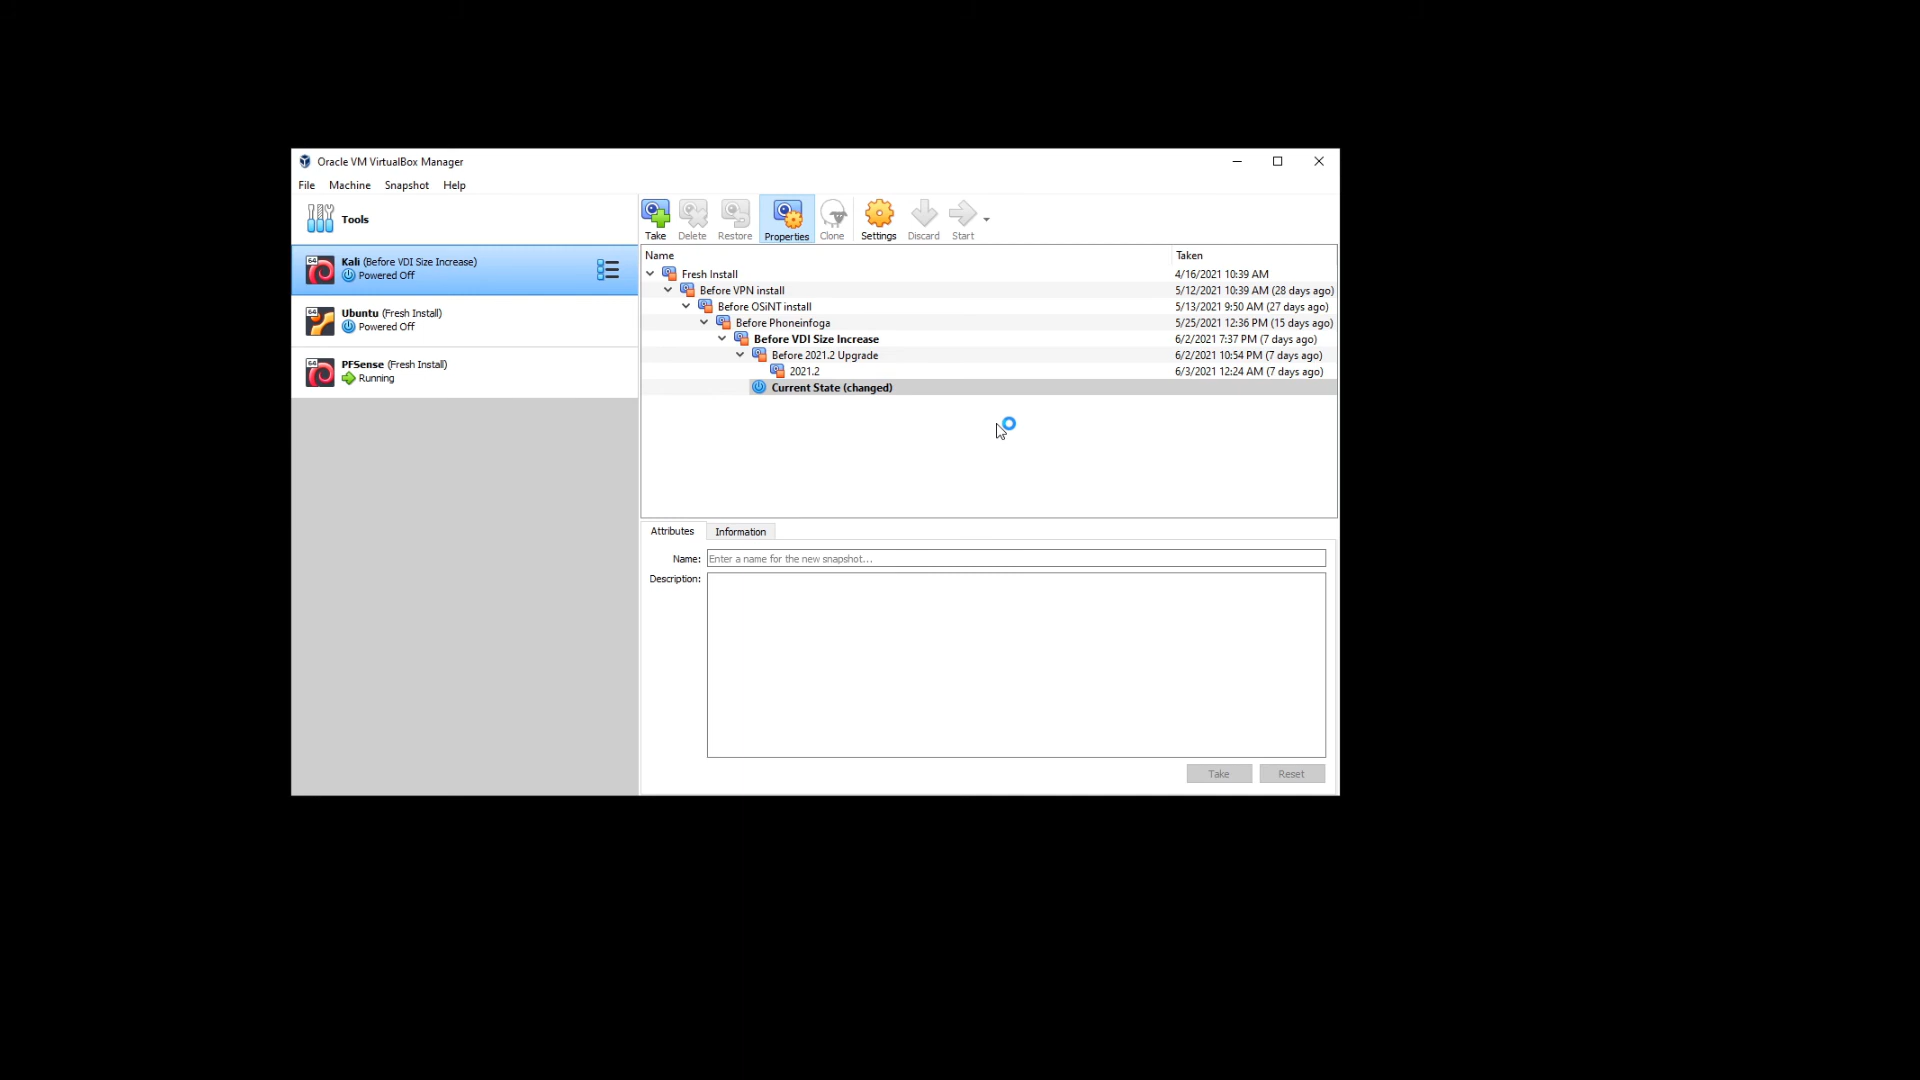 Oracle VM VirtualBox Manager
File Machine Snapshot Help
Tools
Take Delete Restore Properties Clone Settings Discard Start
64
Kali (Before VDI Size Increase)
Powered Off
64
Ubuntu (Fresh Install)
Powered Off
64
PFSense (Fresh Install)
Running
Name Taken
Fresh Install 4/16/2021 10:39 AM
Before VPN install 5/12/2021 10:39 AM (28 days ago)
Before OSiNT install 5/13/2021 9:50 AM (27 days ago)
Before Phoneinfoga 5/25/2021 12:36 PM (15 days ago)
Before VDI Size Increase 6/2/2021 7:37 PM (7 days ago)
Before 2021.2 Upgrade 6/2/2021 10:54 PM (7 days ago)
2021.2 6/3/2021 12:24 AM (7 days ago)
Current State (changed)
Attributes Information
Name: Enter a name for the new snapshot...
Description:
Take Reset